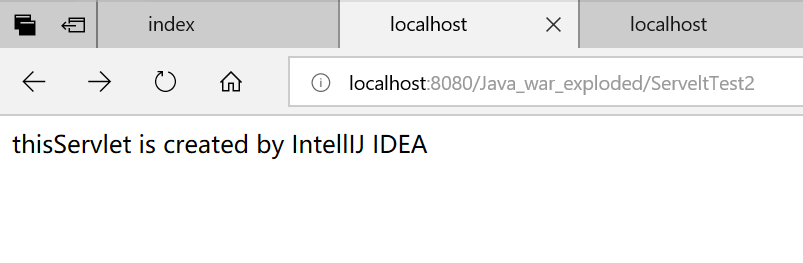 index localhost localhost
localhost:8080/Java_war_exploded/ServeltTest2
thisServlet is created by IntellIJ IDEA